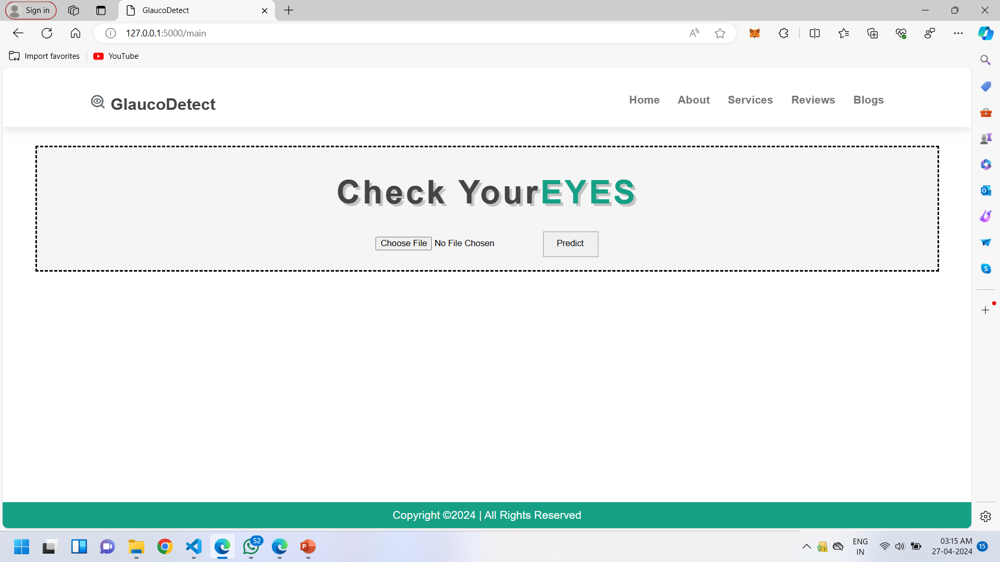 Sign in
GlaucoDetect
127.0.0.1:5000/main
Import favorites
YouTube
GlaucoDetect
Home About Services Reviews Blogs
Check YourEYES
Choose File No File Chosen
Predict
Copyright ©2024 | All Rights Reserved
52
ENG
IN
03:15 AM
27-04-2024
15